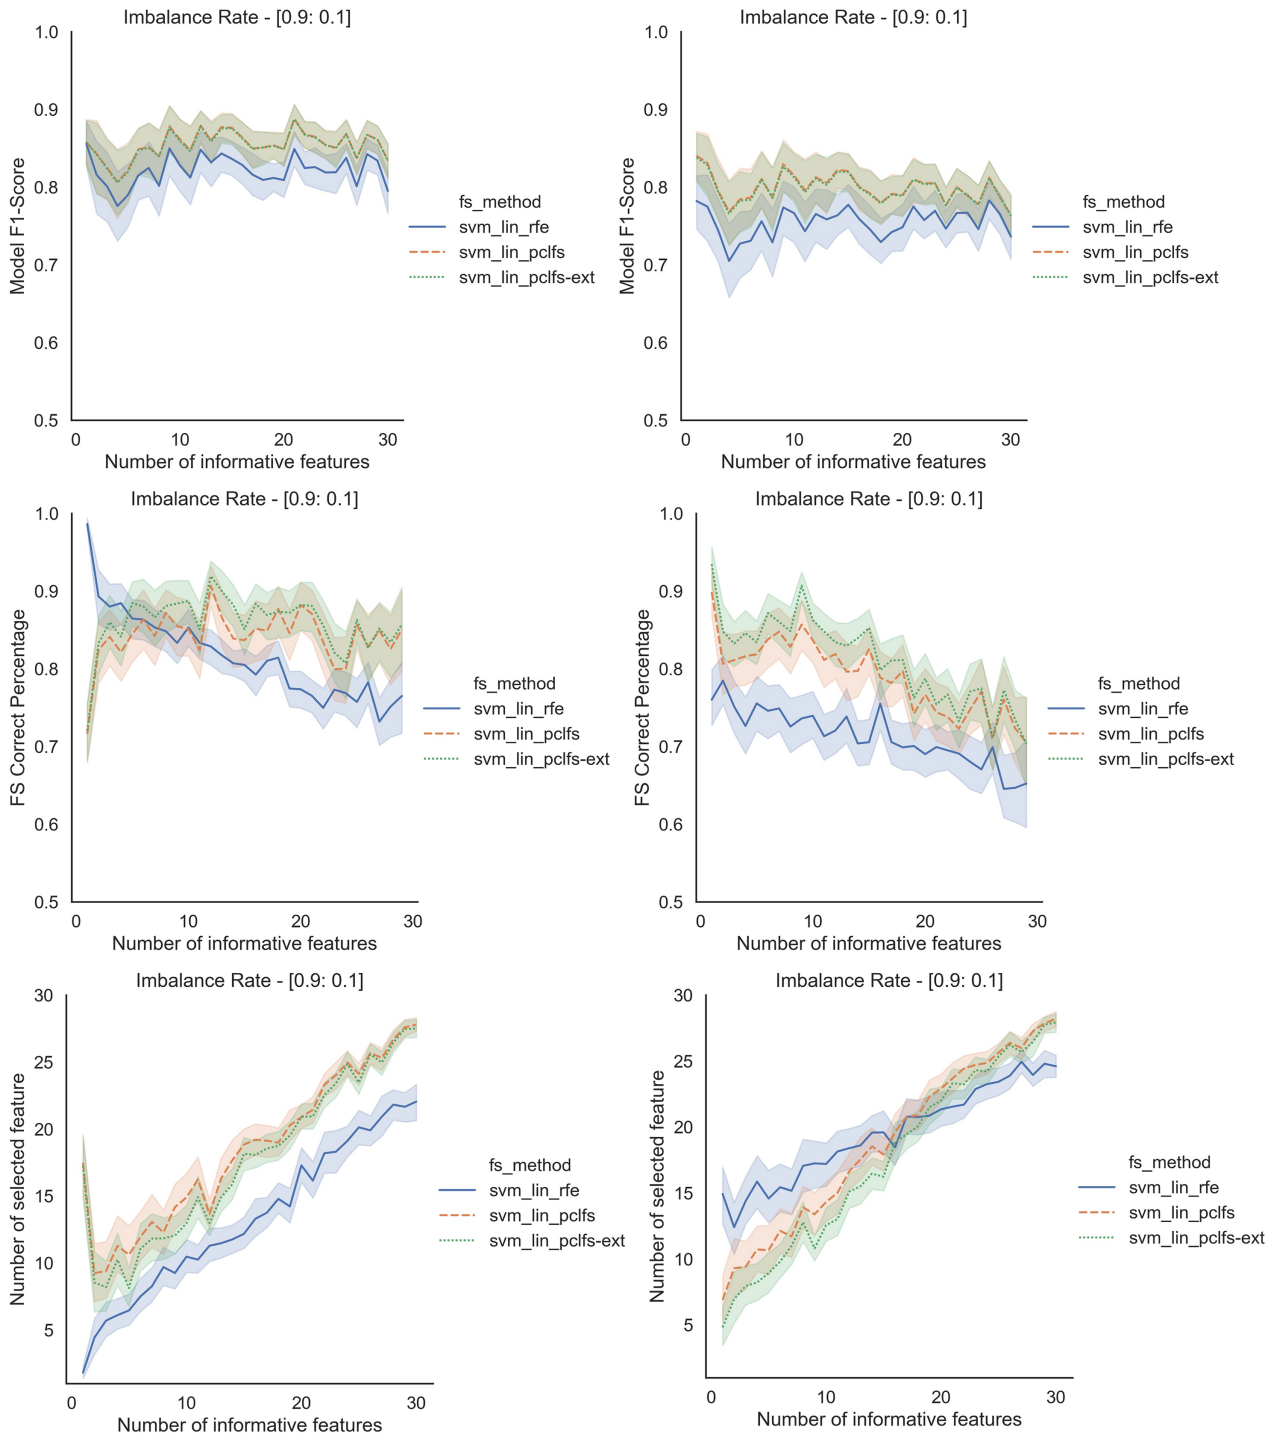 Imbalance Rate - [0.9: 0.1]
1.0
0.9
0.8
0.7
0.6
0.5
Model F1-Score
0 10 20 30
Number of informative features
fs_method
svm_lin_rfe
svm_lin_pclfs
svm_lin_pclfs-ext
Imbalance Rate - [0.9: 0.1]
1.0
0.9
0.8
0.7
0.6
0.5
Model F1-Score
0 10 20 30
Number of informative features
fs_method
svm_lin_rfe
svm_lin_pclfs
svm_lin_pclfs-ext
Imbalance Rate - [0.9: 0.1]
1.0
0.9
0.8
0.7
0.6
0.5
FS Correct Percentage
0 10 20 30
Number of informative features
fs_method
svm_lin_rfe
svm_lin_pclfs
svm_lin_pclfs-ext
Imbalance Rate - [0.9: 0.1]
1.0
0.9
0.8
0.7
0.6
0.5
FS Correct Percentage
0 10 20 30
Number of informative features
fs_method
svm_lin_rfe
svm_lin_pclfs
svm_lin_pclfs-ext
Imbalance Rate - [0.9: 0.1]
30
25
20
15
10
5
Number of selected feature
0 10 20 30
Number of informative features
fs_method
svm_lin_rfe
svm_lin_pclfs
svm_lin_pclfs-ext
Imbalance Rate - [0.9: 0.1]
30
25
20
15
10
5
Number of selected feature
0 10 20 30
Number of informative features
fs_method
svm_lin_rfe
svm_lin_pclfs
svm_lin_pclfs-ext